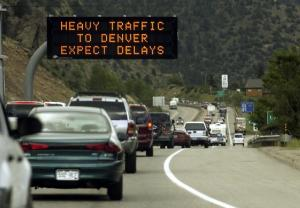 HEAVY TRAFFIC
TO DENVER
EXPECT DELAYS